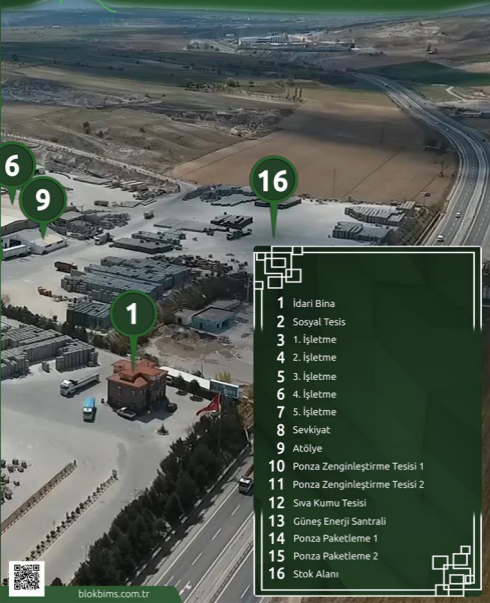 6
9
16
1
1 İdari Bina
2 Sosyal Tesis
3 1. İşletme
4 2. İşletme
5 3. İşletme
6 4. İşletme
7 5. İşletme
8 Sevkiyat
9 Atölye
10 Ponza Zenginleştirme Tesisi 1
11 Ponza Zenginleştirme Tesisi 2
12 Sıva Kumu Tesisi
13 Güneş Enerji Santrali
14 Ponza Paketleme 1
15 Ponza Paketleme 2
16 Stok Alanı
blokbims.com.tr